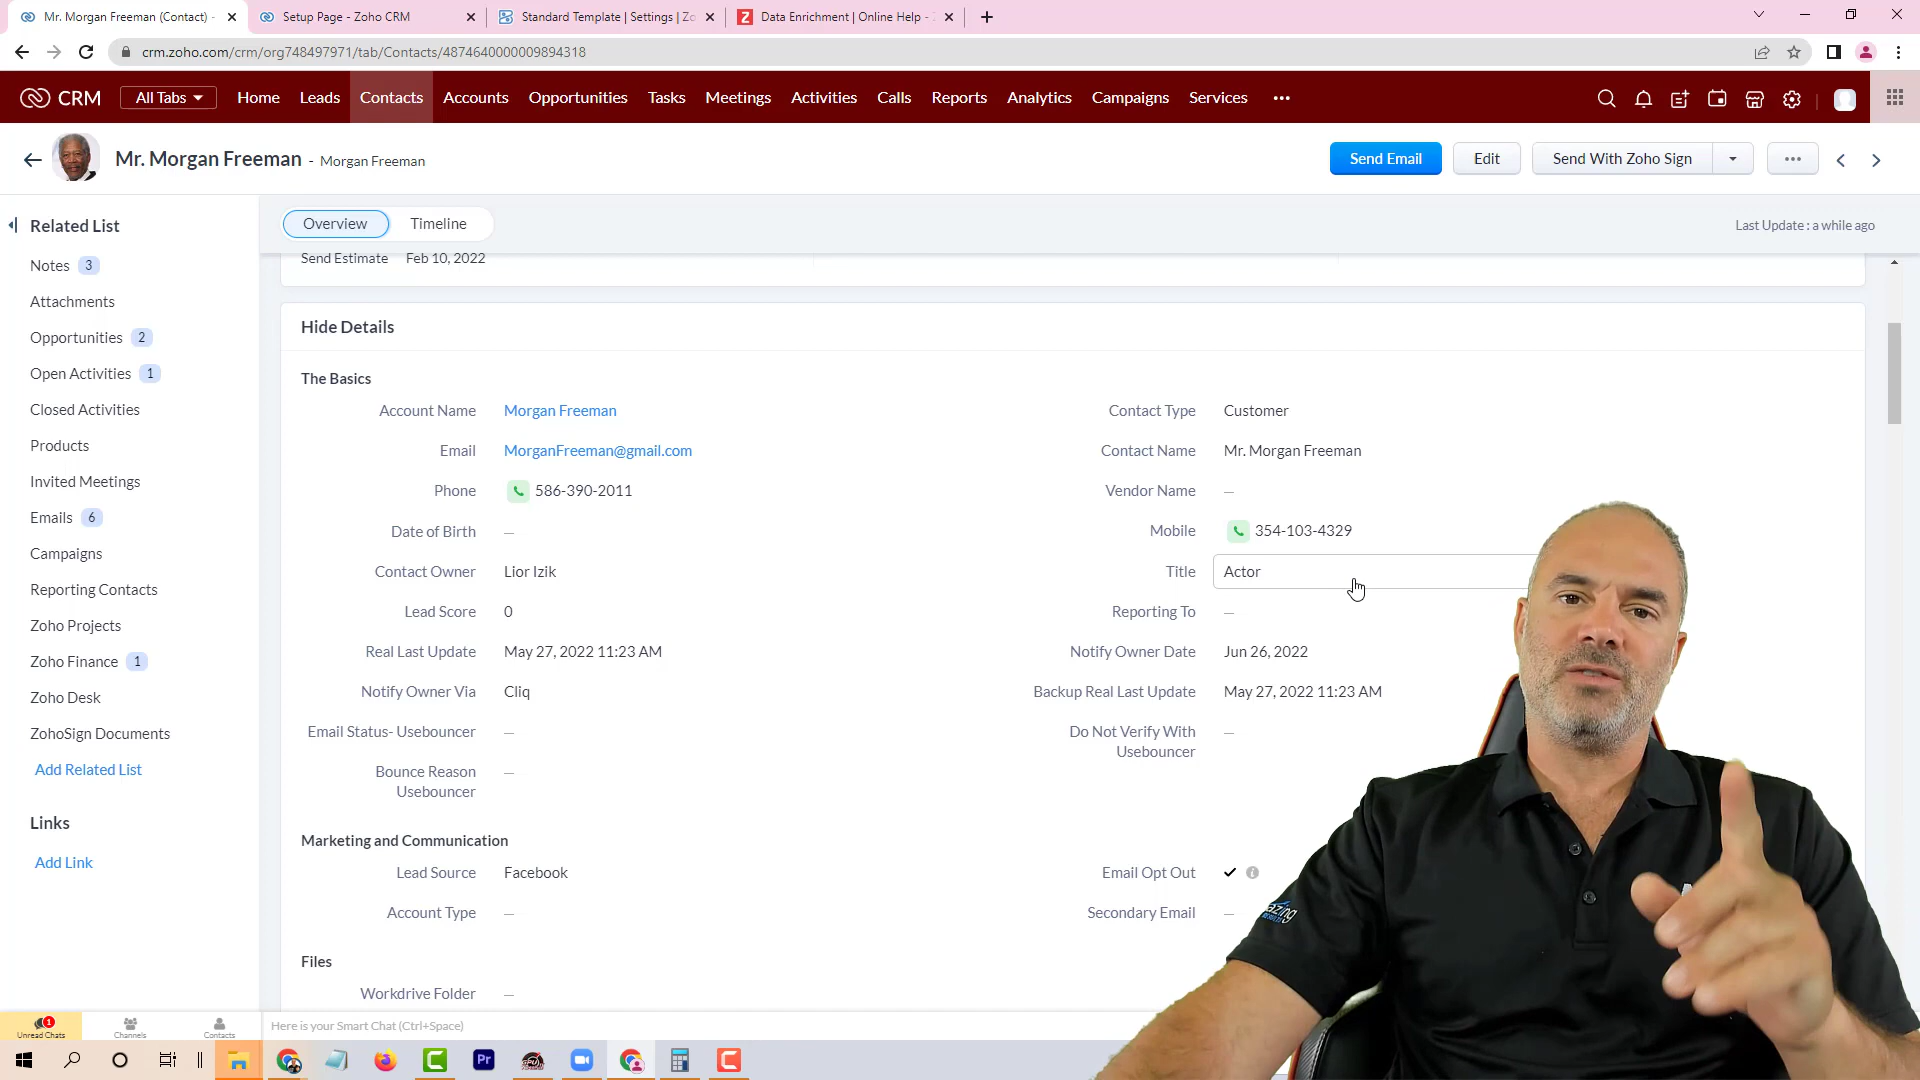 Mr. Morgan Freeman (Contact) -
Setup Page - Zoho CRM
Standard Template | Settings | Zo
Data Enrichment | Online Help -
crm.zoho.com/crm/org748497971/tab/Contacts/4874640000009894318
CRM
All Tabs
Home
Leads
Contacts
Accounts
Opportunities
Tasks
Meetings
Activities
Calls
Reports
Analytics
Campaigns
Services
Mr. Morgan Freeman - Morgan Freeman
Send Email
Edit
Send With Zoho Sign
Related List
Notes 3
Attachments
Opportunities 2
Open Activities 1
Closed Activities
Products
Invited Meetings
Emails 6
Campaigns
Reporting Contacts
Zoho Projects
Zoho Finance 1
Zoho Desk
ZohoSign Documents
Add Related List
Links
Add Link
Overview
Timeline
Last Update : a while ago
Send Estimate Feb 10, 2022
Hide Details
The Basics
Account Name Morgan Freeman
Contact Type Customer
Email MorganFreeman@gmail.com
Contact Name Mr. Morgan Freeman
Phone 586-390-2011
Vendor Name —
Date of Birth —
Mobile 354-103-4329
Contact Owner Lior Izik
Title Actor
Lead Score 0
Reporting To —
Real Last Update May 27, 2022 11:23 AM
Notify Owner Date Jun 26, 2022
Notify Owner Via Cliq
Backup Real Last Update May 27, 2022 11:23 AM
Email Status- Usebouncer —
Do Not Verify With —
Usebouncer
Bounce Reason —
Usebouncer
Marketing and Communication
Lead Source Facebook
Email Opt Out
Account Type —
Secondary Email —
Files
Workdrive Folder —
Unread Chats 1
Channels
Contacts
Here is your Smart Chat (Ctrl+Space)
Pr